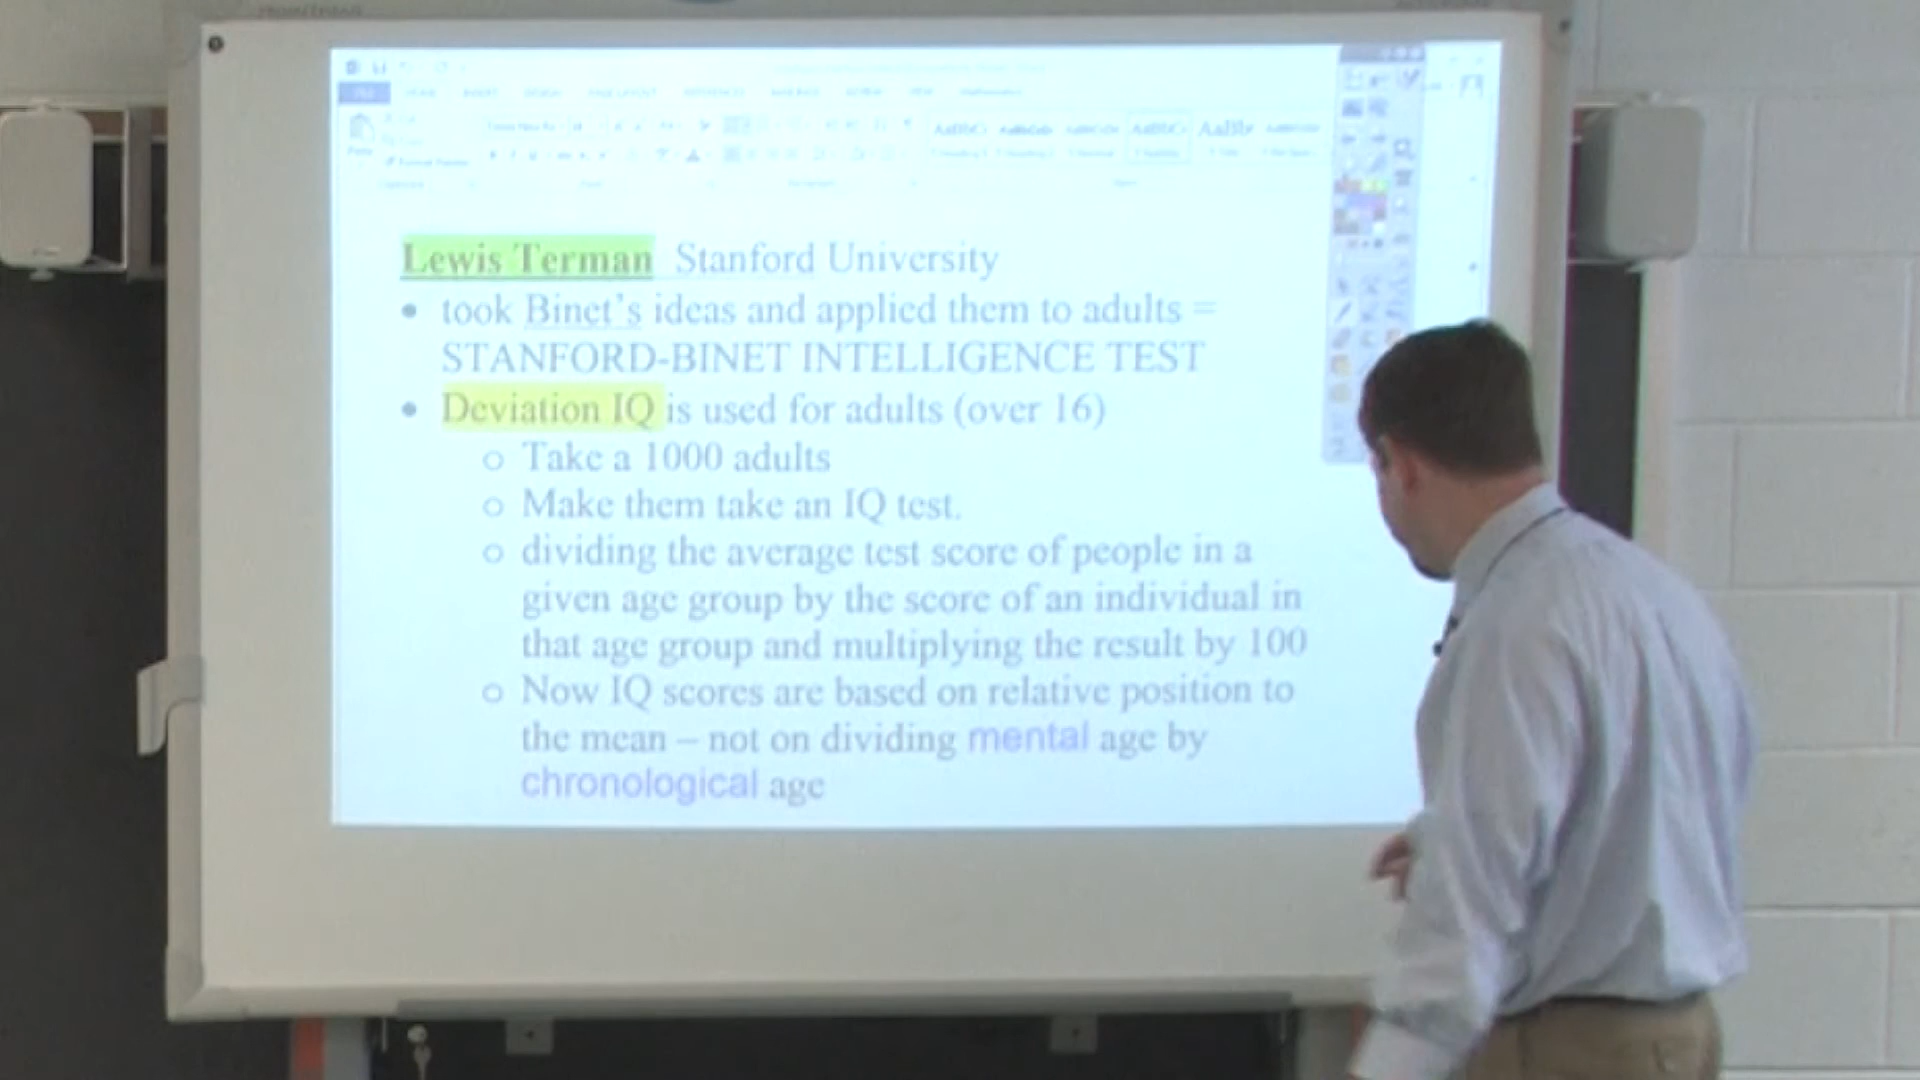 Lewis Terman Stanford University
• took Binet's ideas and applied them to adults =
STANFORD-BINET INTELLIGENCE TEST
• Deviation IQ is used for adults (over 16)
o Take a 1000 adults
o Make them take an IQ test.
o dividing the average test score of people in a
given age group by the score of an individual in
that age group and multiplying the result by 100
o Now IQ scores are based on relative position to
the mean – not on dividing mental age by
chronological age